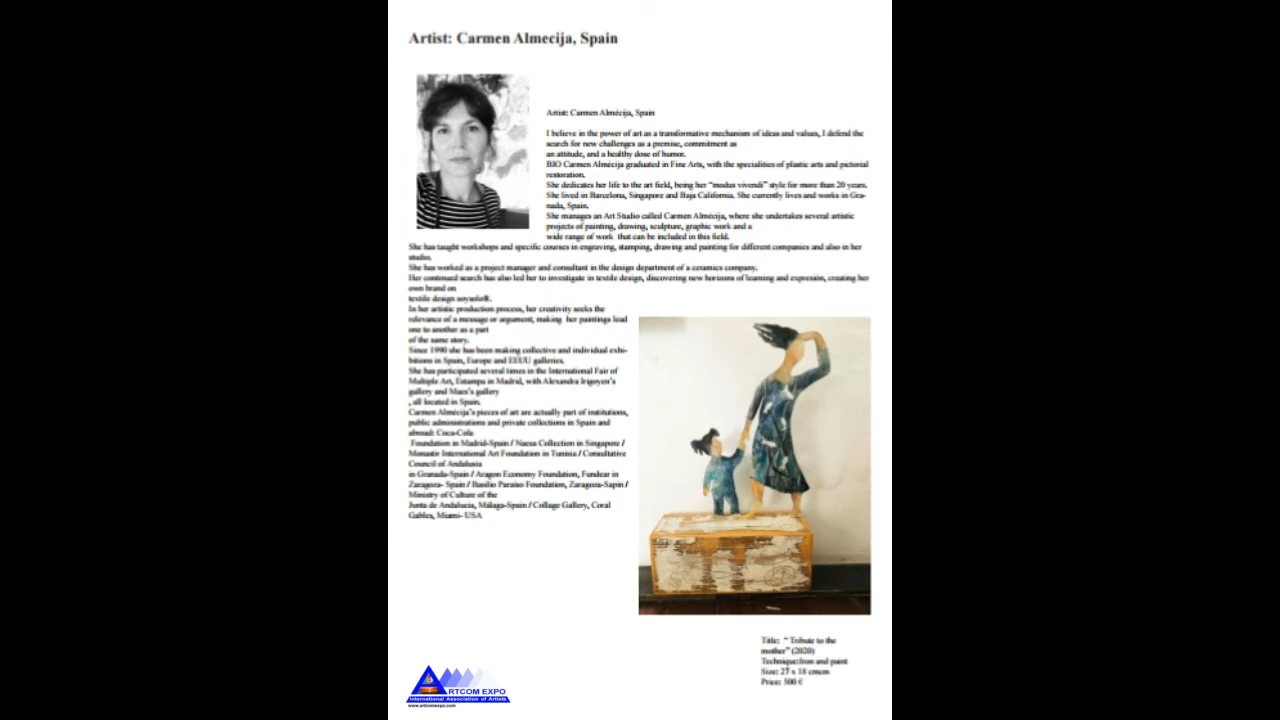 Artist: Carmen Almecija, Spain
Artist: Carmen Almécija, Spain
I believe in the power of art as a transformative mechanism of ideas and values, I defend the
search for new challenges as a premise, commitment as
an attitude, and a healthy dose of humor.
BIO Carmen Almécija graduated in Fine Arts, with the specialities of plastic arts and pictorial
restoration.
She dedicates her life to the art field, being her “modus vivendi” style for more than 20 years.
She lived in Barcelona, Singapore and Baja California. She currently lives and works in Gra-
nada, Spain.
She manages an Art Studio called Carmen Almécija, where she undertakes several artistic
projects of painting, drawing, sculpture, graphic work and a
wide range of work that can be included in this field.
She has taught workshops and specific courses in engraving, stamping, drawing and painting for different companies and also in her
studio.
She has worked as a project manager and consultant in the design department of a ceramics company.
Her continued search has also led her to investigate in textile design, discovering new horizons of learning and expresión, creating her
own brand on
textile design soysolo®.
In her artistic production process, her creativity seeks the
relevance of a message or argument, making her paintings lead
one to another as a part
of the same story.
Since 1990 she has been making collective and individual exhi-
bitions in Spain, Europe and EEUU galleries.
She has participated several times in the International Fair of
Multiple Art, Estampa in Madrid, with Alexandra Irigoyen's
gallery and Maes's gallery
, all located in Spain.
Carmen Almécija's pieces of art are actually part of institutions,
public administrations and private collections in Spain and
abroad: Coca-Cola
Foundation in Madrid-Spain / Naesa Collection in Singapore /
Monastir International Art Foundation in Tunisia / Consultative
Council of Andalusia
in Granada-Spain / Aragon Economy Foundation, Fundear in
Zaragoza- Spain / Basilio Paraiso Foundation, Zaragoza-Sapin /
Ministry of Culture of the
Junta de Andalucia, Málaga-Spain / Collage Gallery, Coral
Gables, Miami- USA
Title: “ Tribute to the
mother” (2020)
Technique:Iron and paint
Size: 27 x 18 cmcm
Price: 500 €
ARTCOM EXPO
International Association of Artists
www.artcomexpo.com